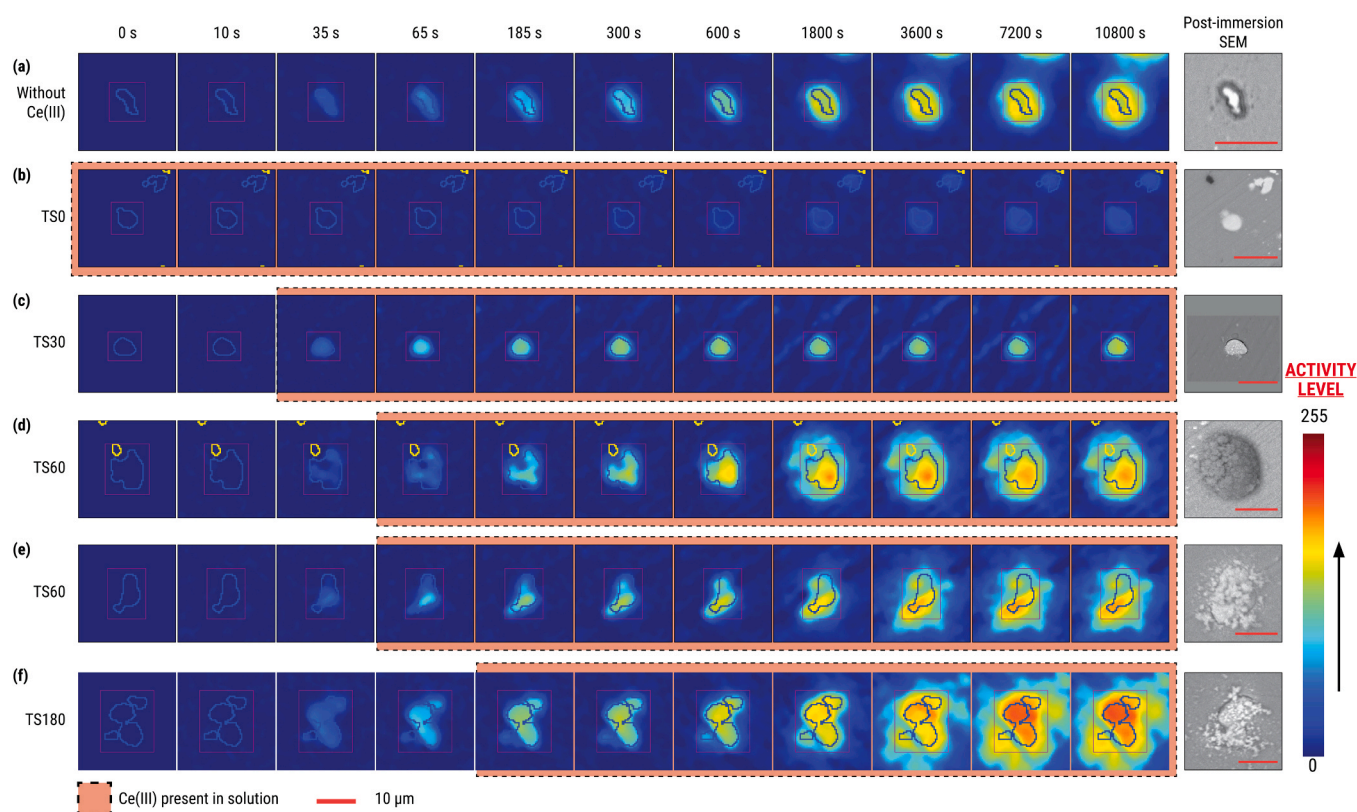 0 s 10 s 35 s 65 s 185 s 300 s 600 s 1800 s 3600 s 7200 s 10800 s Post-immersion
SEM
(a)
Without
Ce(III)
(b)
TS0
(c)
TS30
ACTIVITY
LEVEL
255
(d)
TS60
(e)
TS60
(f)
TS180
0
Ce(III) present in solution 10 µm